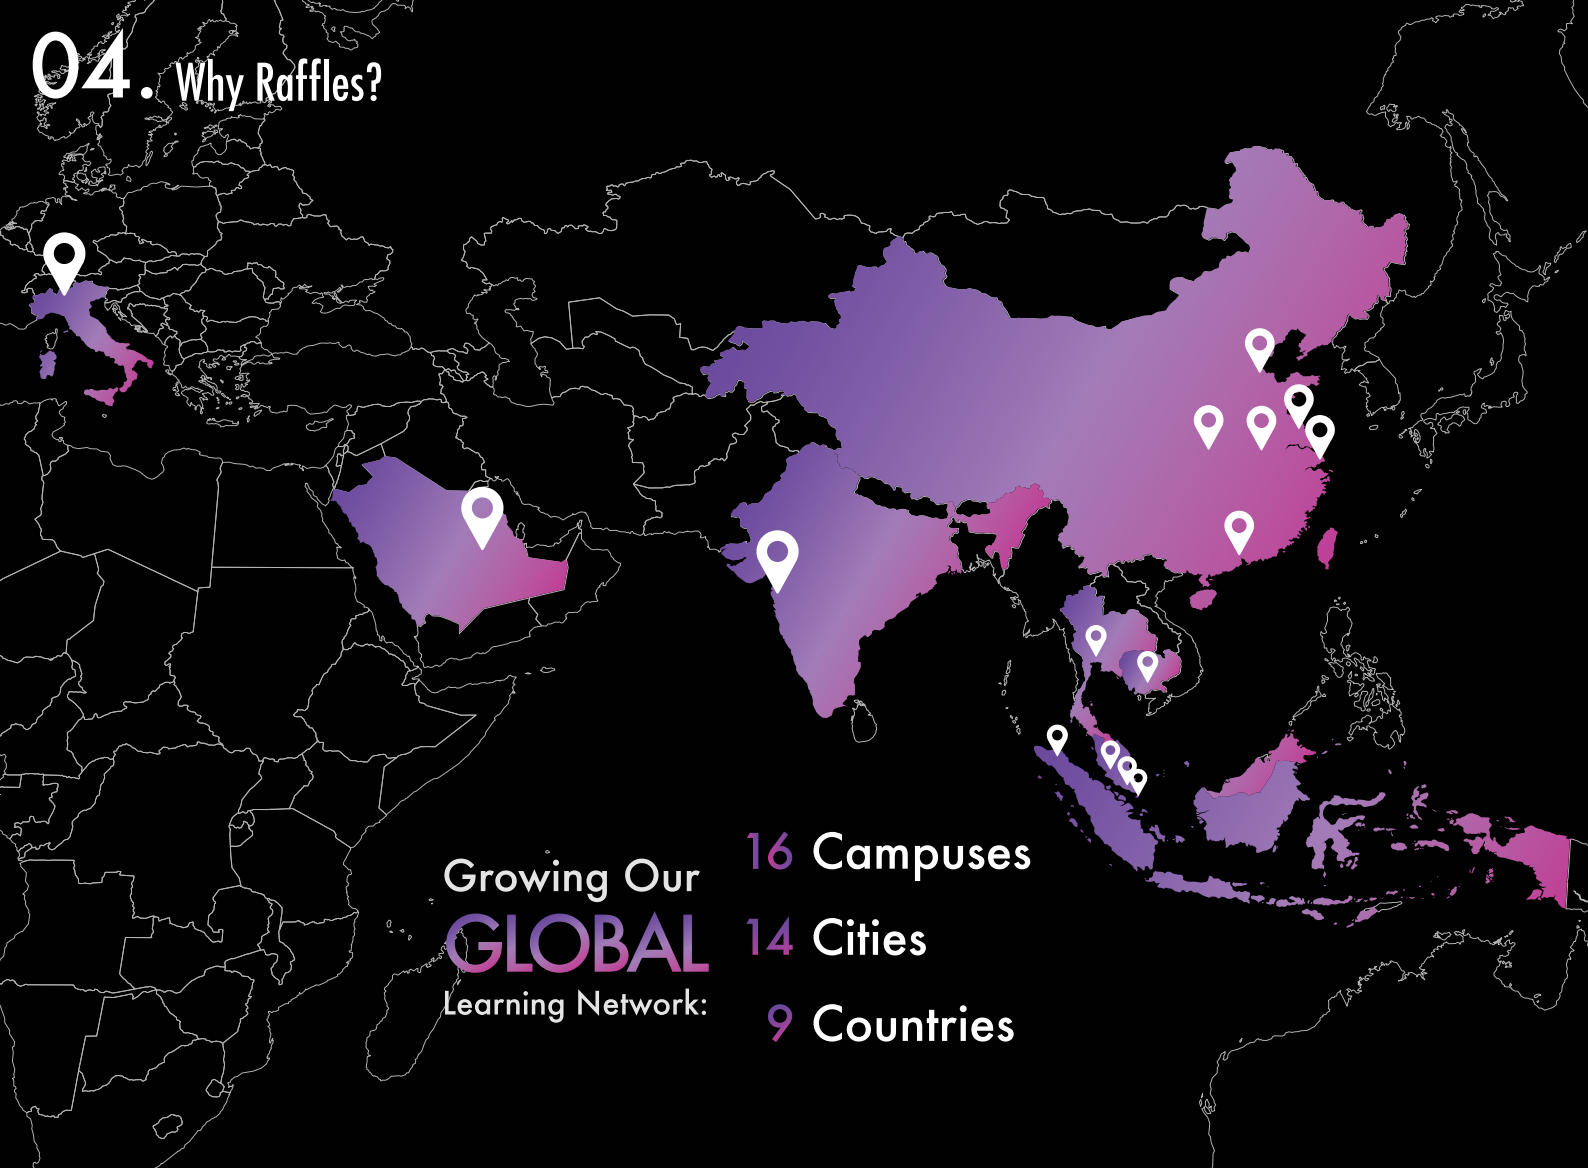 04. Why Raffles?
Growing Our
GLOBAL
Learning Network:
16 Campuses
14 Cities
9 Countries